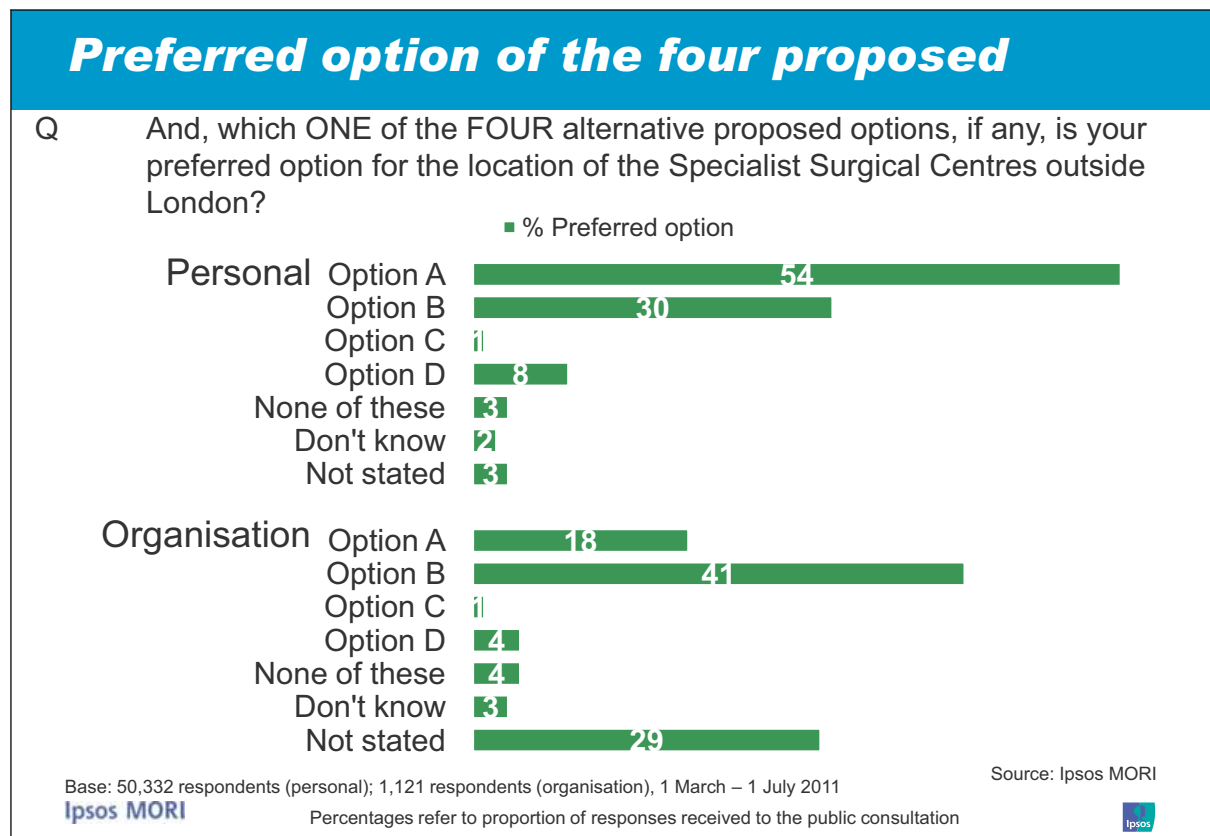 Preferred option of the four proposed
Q And, which ONE of the FOUR alternative proposed options, if any, is your
preferred option for the location of the Specialist Surgical Centres outside
London?
% Preferred option
Personal Option A 54
Option B 30
Option C 1
Option D 8
None of these 3
Don't know 2
Not stated 3
Organisation Option A 18
Option B 41
Option C 1
Option D 4
None of these 4
Don't know 3
Not stated 29
Source: Ipsos MORI
Base: 50,332 respondents (personal); 1,121 respondents (organisation), 1 March – 1 July 2011
Ipsos MORI
Percentages refer to proportion of responses received to the public consultation
Ipsos